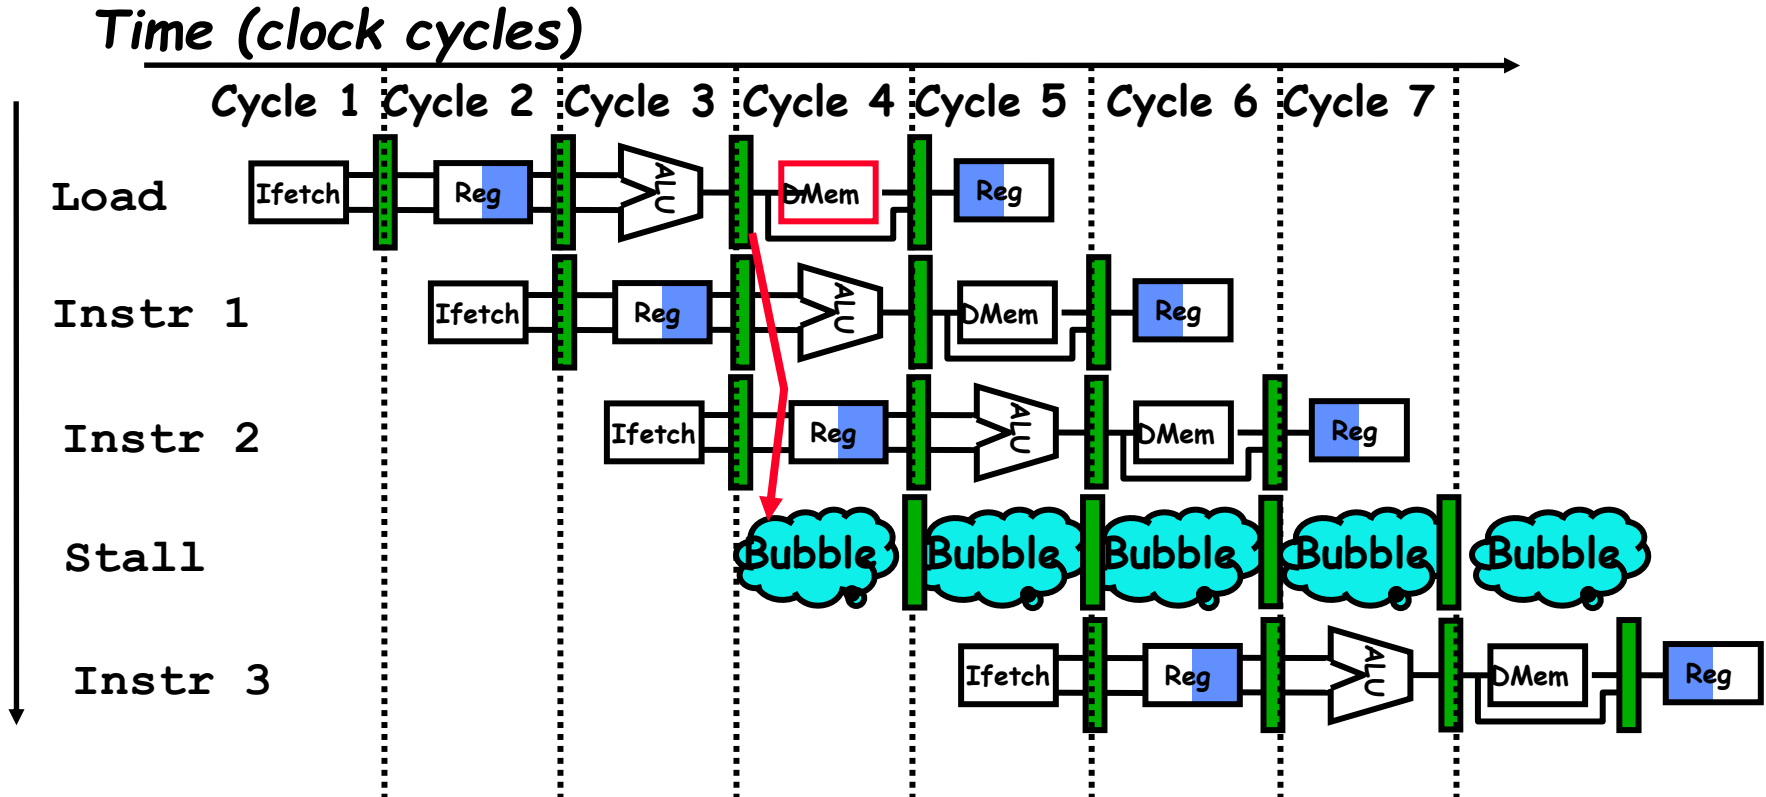 Time (clock cycles)
Cycle 1 Cycle 2 Cycle 3 Cycle 4 Cycle 5 Cycle 6 Cycle 7
Load Ifetch Reg ALU DMem Reg
Instr 1 Ifetch Reg ALU DMem Reg
Instr 2 Ifetch Reg ALU DMem Reg
Stall Bubble Bubble Bubble Bubble Bubble
Instr 3 Ifetch Reg ALU DMem Reg